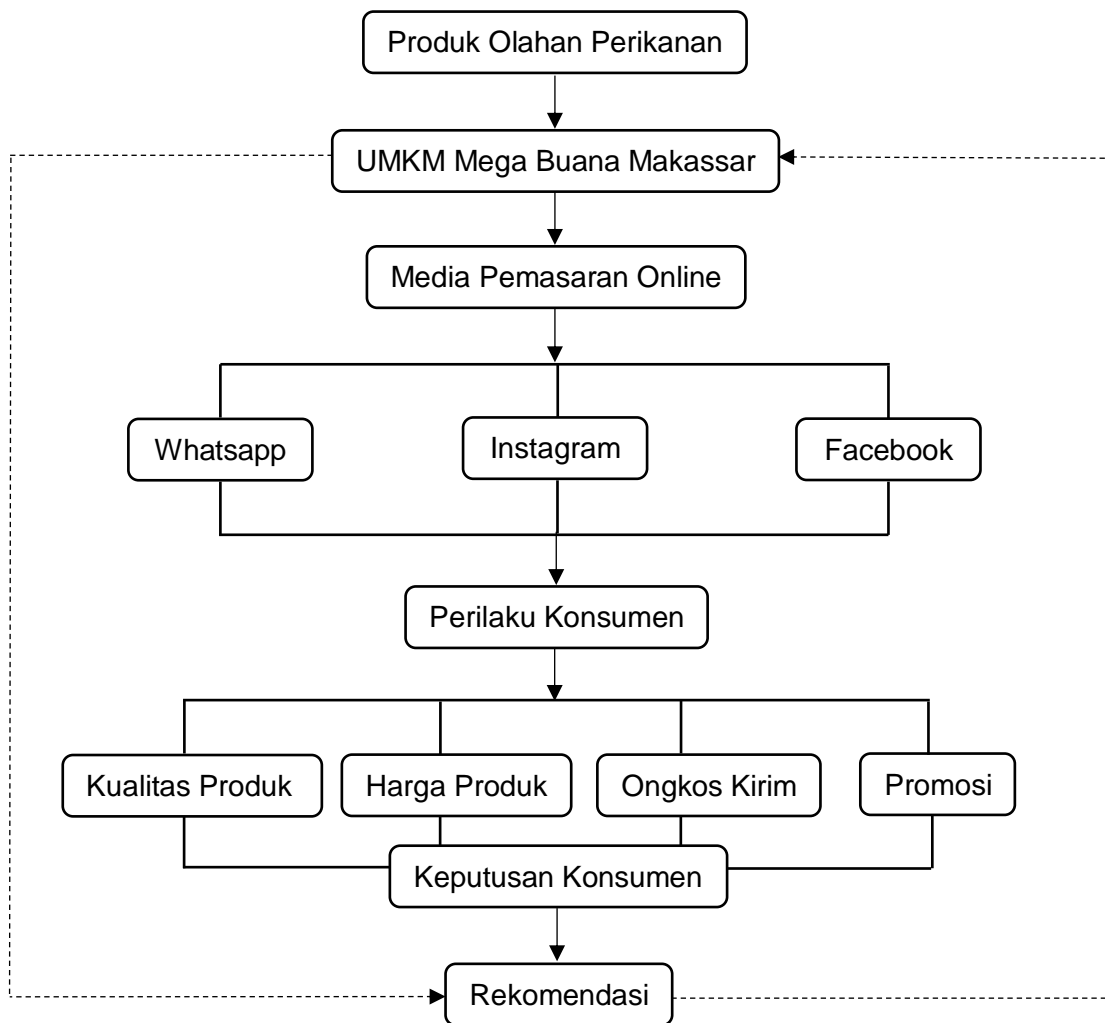 Produk Olahan Perikanan
UMKM Mega Buana Makassar
Media Pemasaran Online
Whatsapp
Instagram
Facebook
Perilaku Konsumen
Kualitas Produk
Harga Produk
Ongkos Kirim
Promosi
Keputusan Konsumen
Rekomendasi